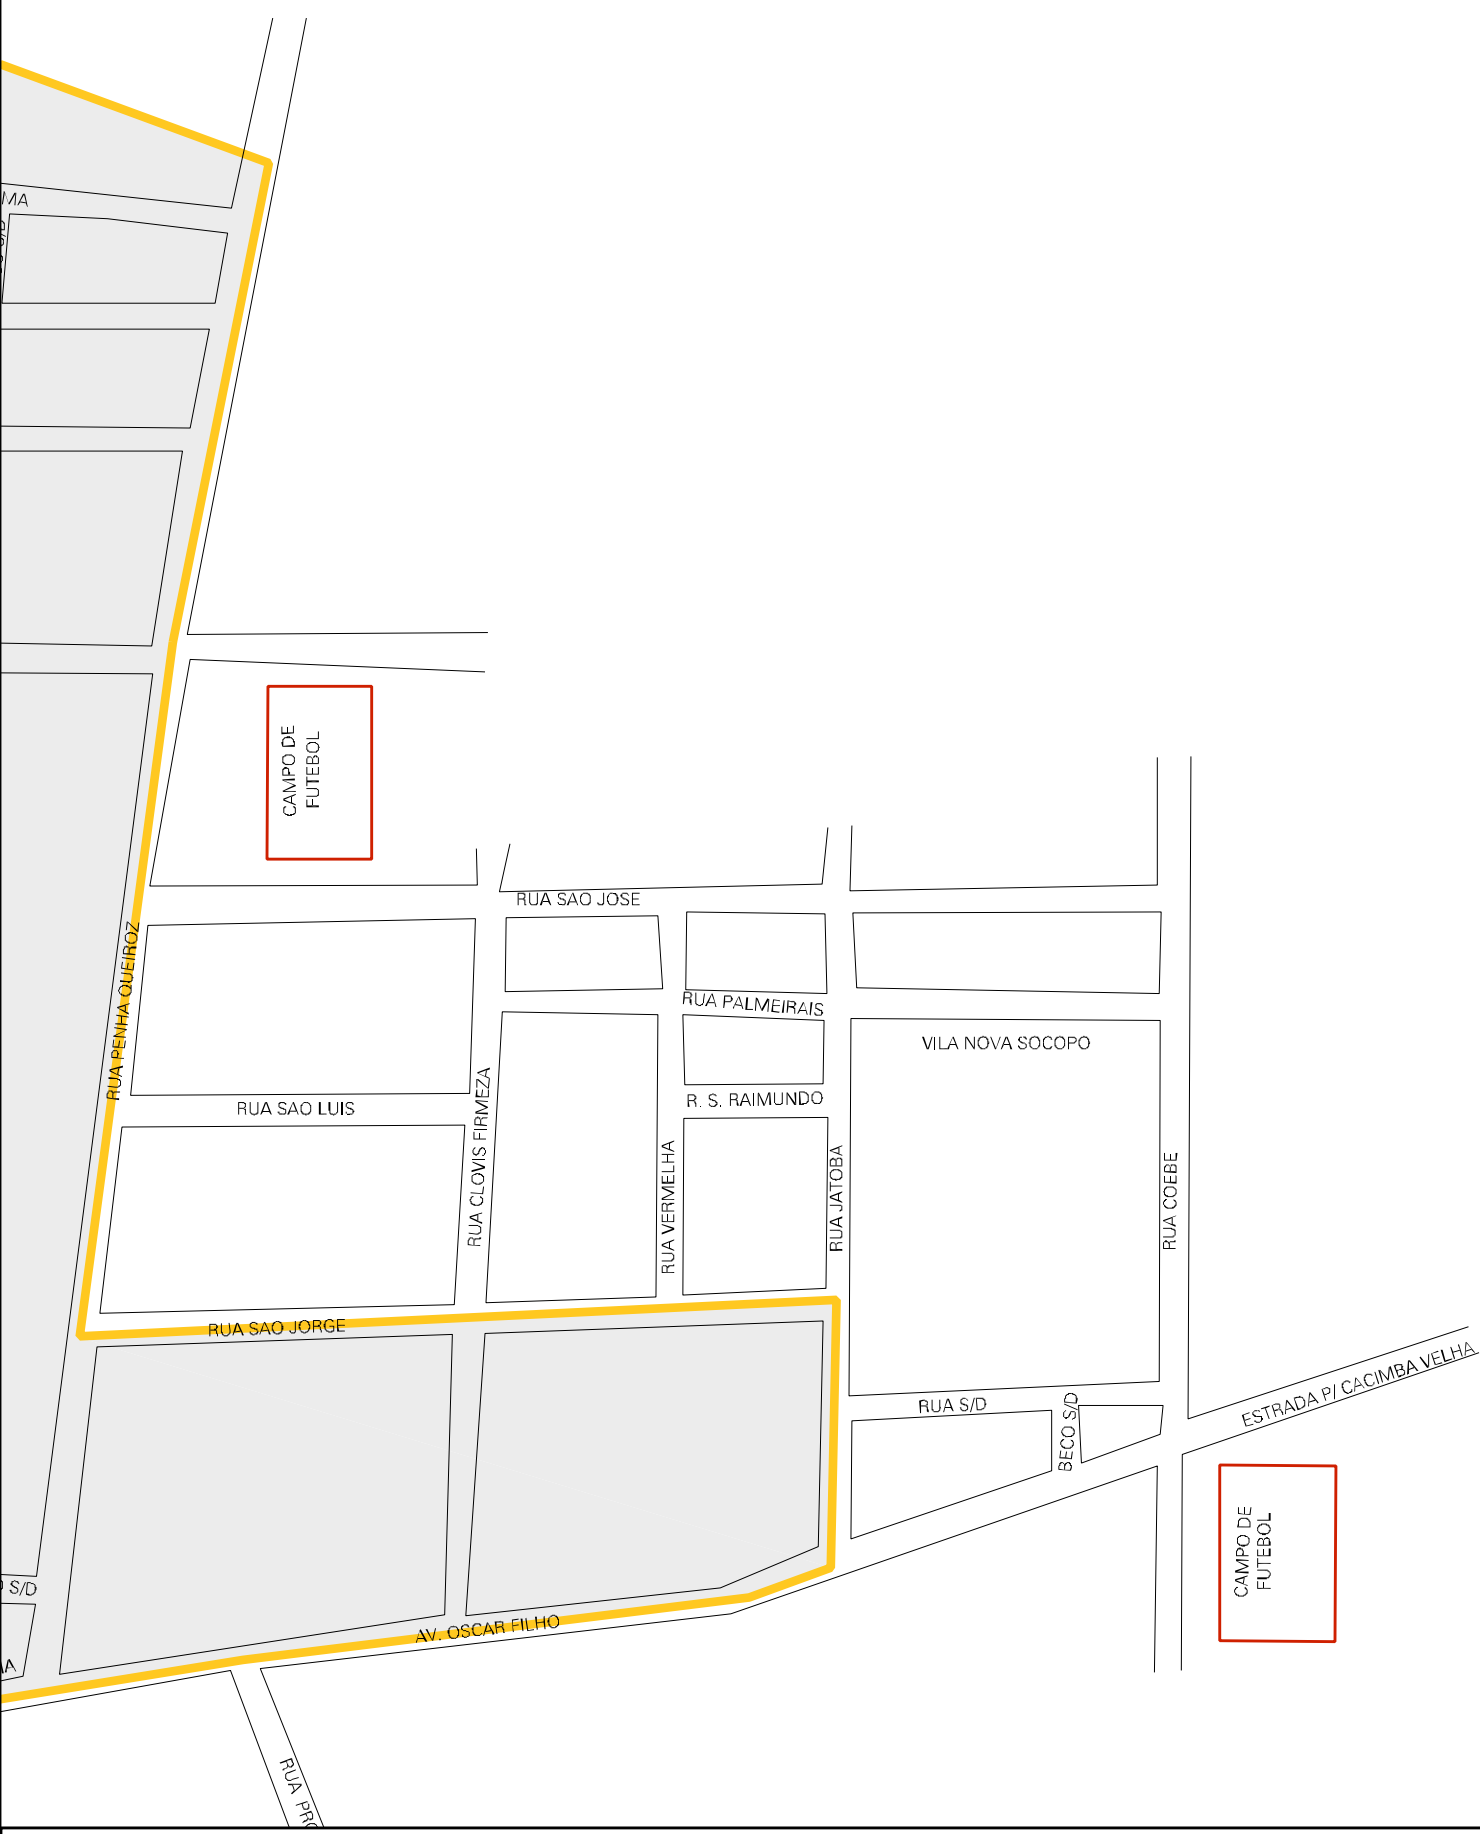 MA
CAMPO DE
FUTEBOL
RUA SAO JOSE
RUA PENHA QUEIROZ
RUA PALMEIRAIS
VILA NOVA SOCOPO
RUA SAO LUIS
R. S. RAIMUNDO
RUA CLOVIS FIRMEZA
RUA VERMELHA
RUA JATOBA
RUA COEBE
RUA SAO JORGE
ESTRADA P/ CACIMBA VELHA
RUA S/D
BECO S/D
CAMPO DE
FUTEBOL
S/D
AV. OSCAR FILHO
RUA PRO